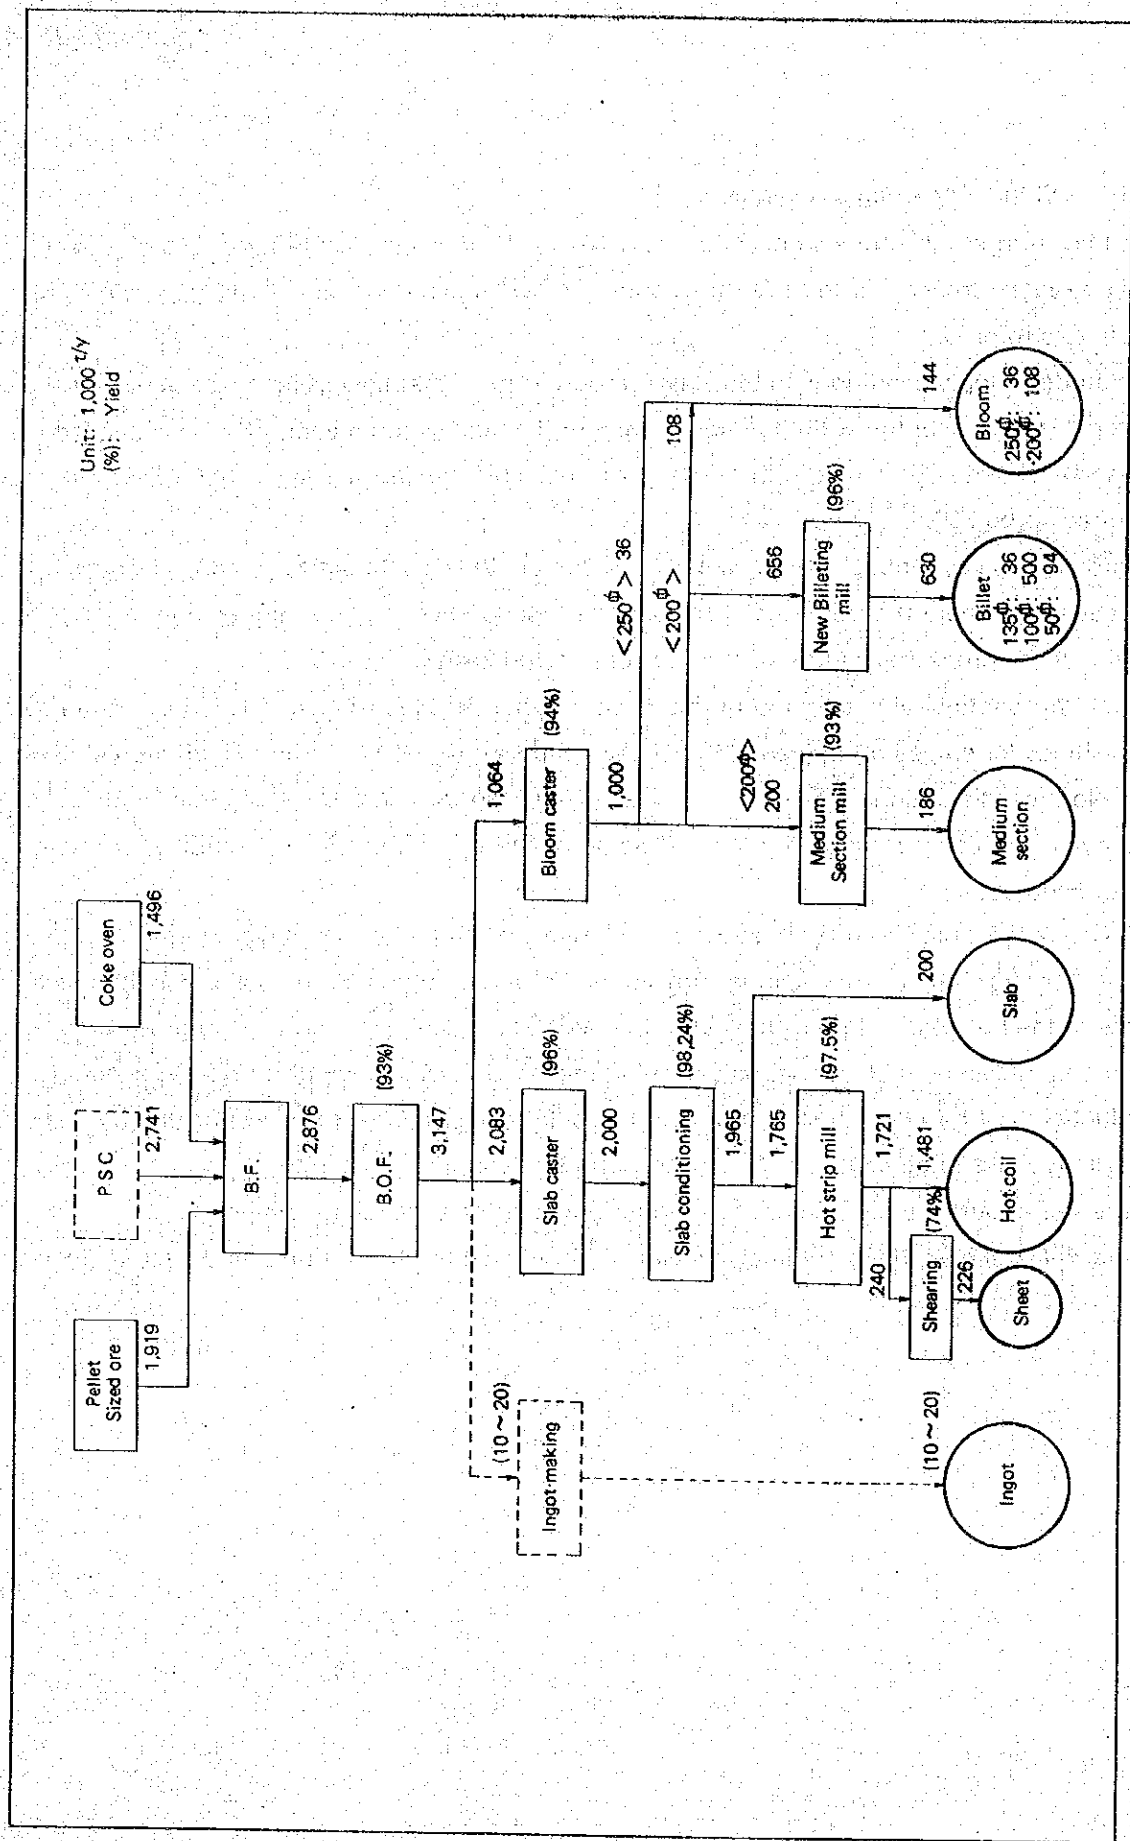 Unit: 1,000 t/y
(%): Yield
Pellet
Sized ore
1,919
P S C
2,741
Coke oven
1,496
B.F.
2,876
B.O.F.
(93%)
3,147
(10～20)
Ingot-making
(10～20)
Ingot
2,083
Slab caster
(96%)
2,000
Slab conditioning
(98,24%)
1,965
1,765
Hot strip mill
(97.5%)
1,721
240
Shearing
(74%)
226
Sheet
1,481
Hot coil
200
Slab
1,064
Bloom caster
(94%)
1,000
<250ϕ> 36
<200ϕ>
108
<200ϕ>
200
Medium
Section mill
(93%)
186
Medium
section
656
New Billeting
mill
(96%)
630
Billet
135ϕ: 36
100ϕ: 500
50ϕ: 94
144
Bloom
250ϕ: 36
200ϕ: 108